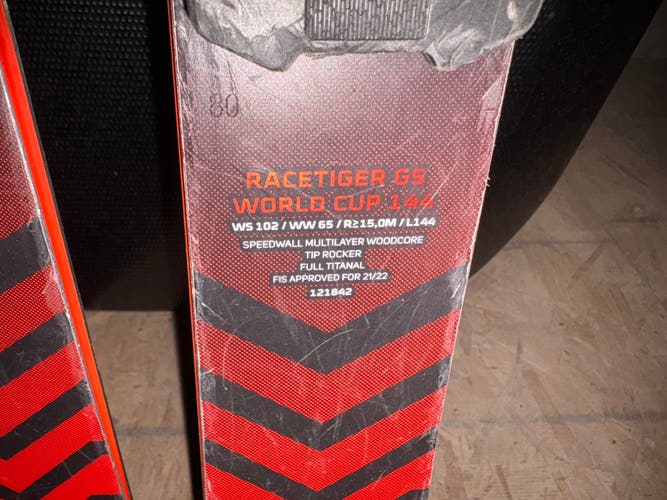 80
RACETIGER GS
WORLD CUP 144
WS 102 / WW 65 / R≥15,0M / L144
SPEEDWALL MULTILAYER WOODCORE
TIP ROCKER
FULL TITANAL
FIS APPROVED FOR 21/22
121842